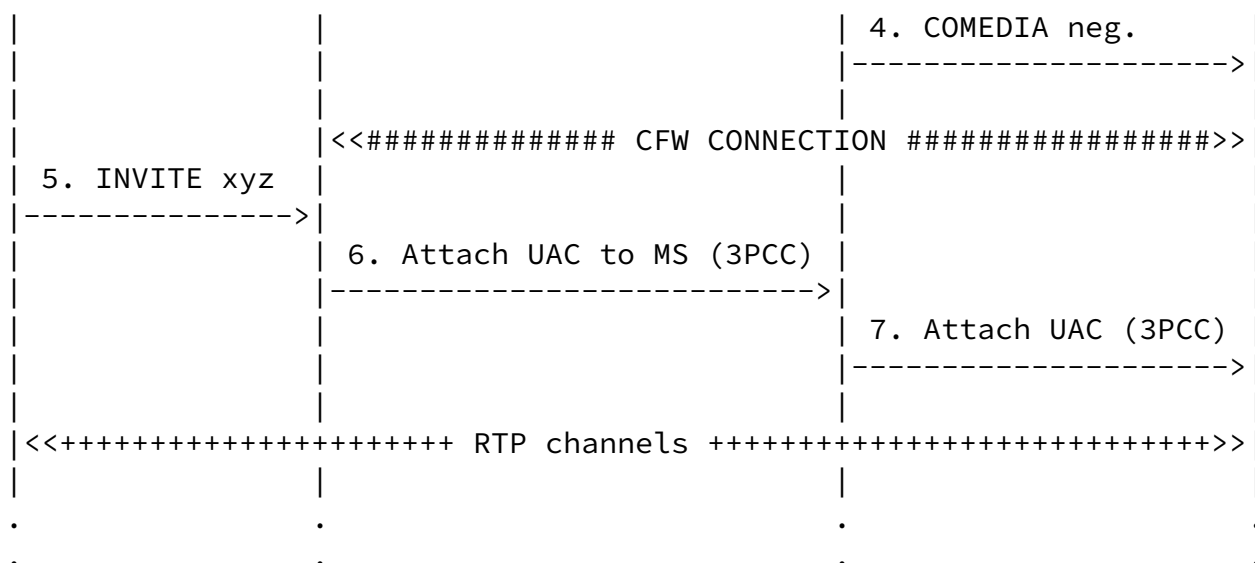 4. COMEDIA neg.
CFW CONNECTION
5. INVITE xyz
6. Attach UAC to MS (3PCC)
7. Attach UAC (3PCC)
RTP channels